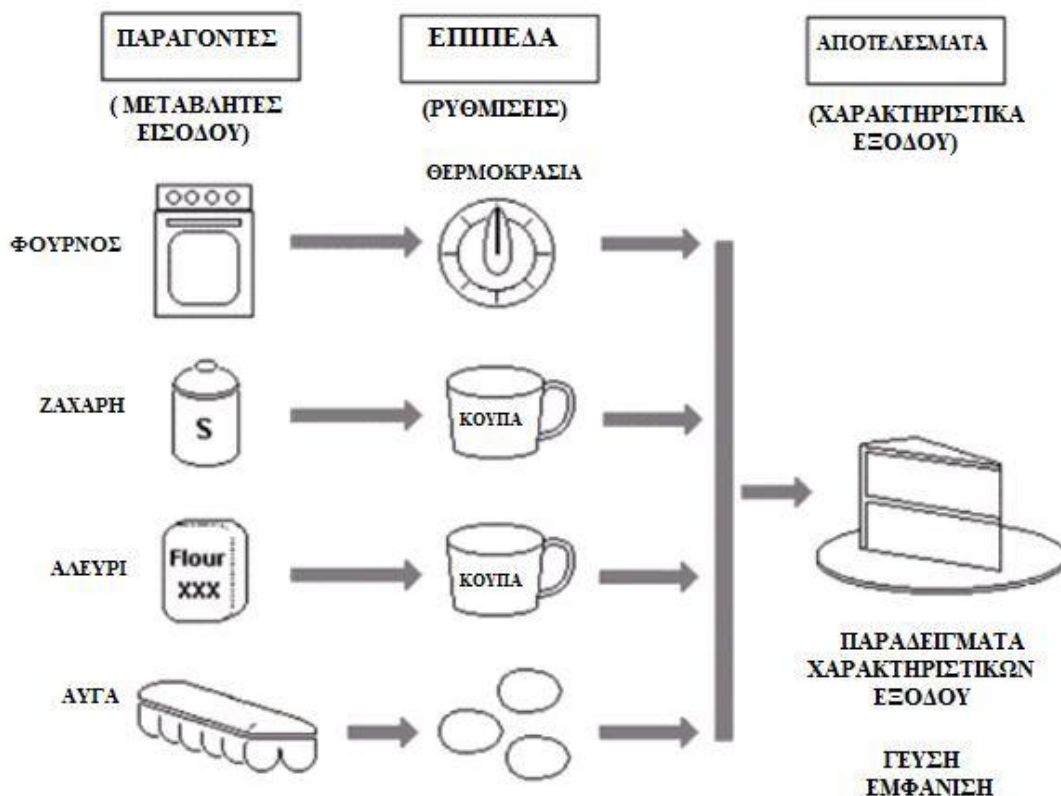 ΠΑΡΑΓΟΝΤΕΣ
ΕΠΙΠΕΔΑ
ΑΠΟΤΕΛΕΣΜΑΤΑ
( ΜΕΤΑΒΛΗΤΕΣ
ΕΙΣΟΔΟΥ)
(ΡΥΘΜΙΣΕΙΣ)
(ΧΑΡΑΚΤΗΡΙΣΤΙΚΑ
ΕΞΟΔΟΥ)
ΘΕΡΜΟΚΡΑΣΙΑ
ΦΟΥΡΝΟΣ
ΖΑΧΑΡΗ
S
ΚΟΥΠΑ
ΑΛΕΥΡΙ
Flour
XXX
ΚΟΥΠΑ
ΑΥΓΑ
ΠΑΡΑΔΕΙΓΜΑΤΑ
ΧΑΡΑΚΤΗΡΙΣΤΙΚΩΝ
ΕΞΟΔΟΥ
ΓΕΥΣΗ
ΕΜΦΑΝΙΣΗ